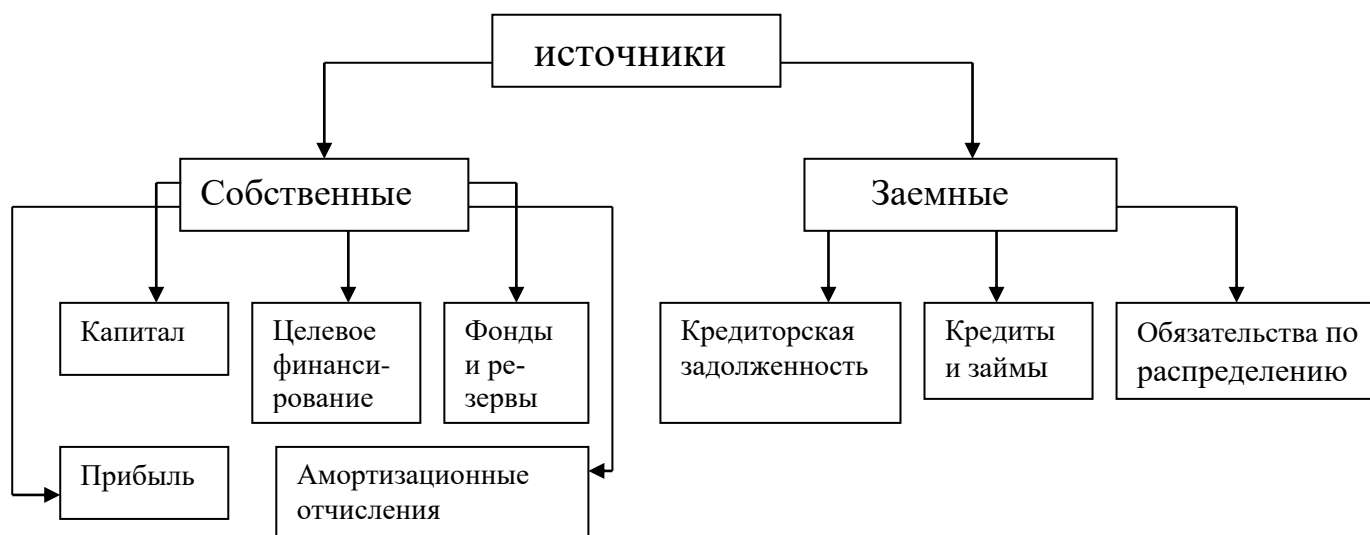 источники
Собственные
Заемные
Капитал
Целевое
финанси-
рование
Фонды
и ре-
зервы
Кредиторская
задолженность
Кредиты
и займы
Обязательства по
распределению
Прибыль
Амортизационные
отчисления